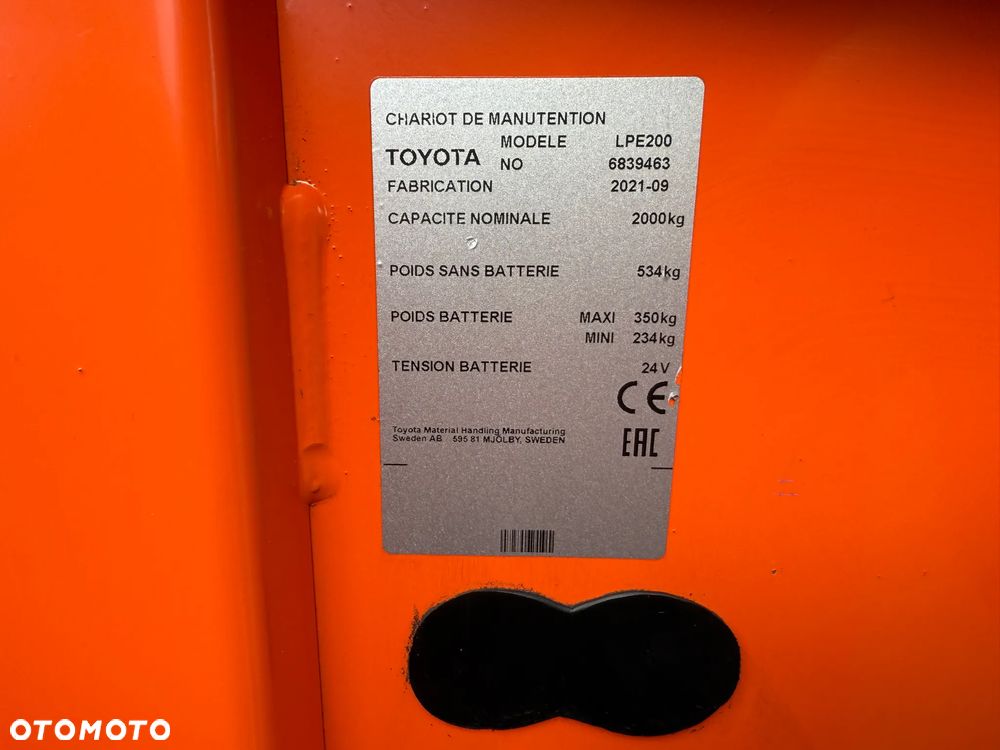 CHARIOT DE MANUTENTION
TOYOTA MODELE LPE200
NO 6839463
FABRICATION 2021-09
CAPACITE NOMINALE 2000kg
POIDS SANS BATTERIE 534kg
POIDS BATTERIE MAXI 350kg
MINI 234kg
TENSION BATTERIE 24V
CE
Toyota Material Handling Manufacturing
Sweden AB 595 81 MJÖLBY, SWEDEN
EAC
OTOMOTO